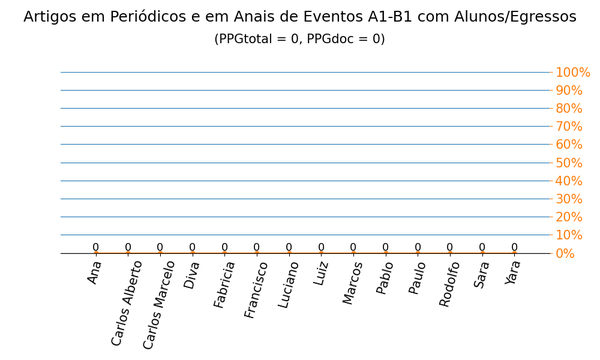 Artigos em Periódicos e em Anais de Eventos A1-B1 com Alunos/Egressos
(PPGtotal = 0, PPGdoc = 0)
100%
90%
80%
70%
60%
50%
40%
30%
20%
10%
0%
0 0 0 0 0 0 0 0 0 0 0 0 0 0
Ana
Carlos Alberto
Carlos Marcelo
Diva
Fabricia
Francisco
Luciano
Luiz
Marcos
Pablo
Paulo
Rodolfo
Sara
Yara